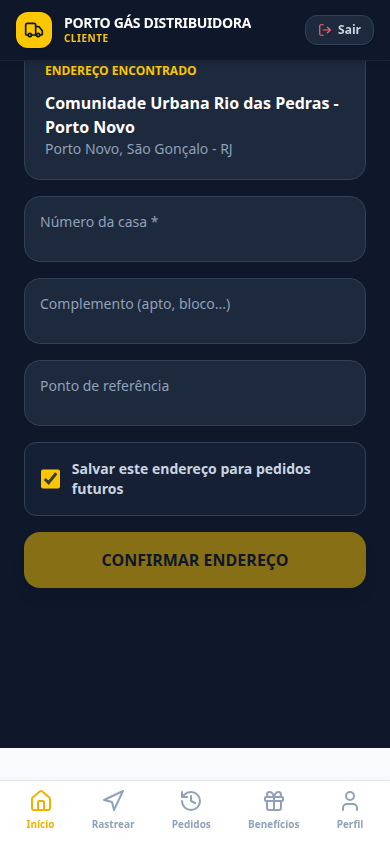 PORTO GÁS DISTRIBUIDORA
CLIENTE
Sair
ENDEREÇO ENCONTRADO
Comunidade Urbana Rio das Pedras -
Porto Novo
Porto Novo, São Gonçalo - RJ
Número da casa *
Complemento (apto, bloco...)
Ponto de referência
Salvar este endereço para pedidos
futuros
CONFIRMAR ENDEREÇO
Início
Rastrear
Pedidos
Benefícios
Perfil